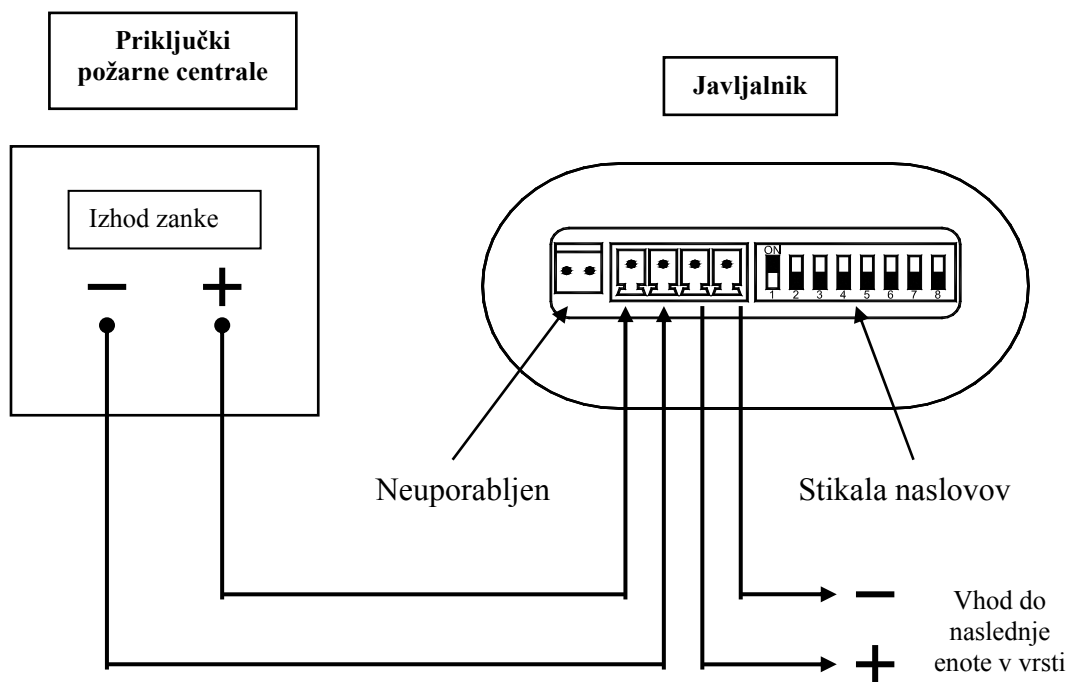 Priključki
požarne centrale
Javljalnik
Izhod zanke
− +
ON
1 2 3 4 5 6 7 8
Neuporabljen
Stikala naslovov
−
+
Vhod do
naslednje
enote v vrsti